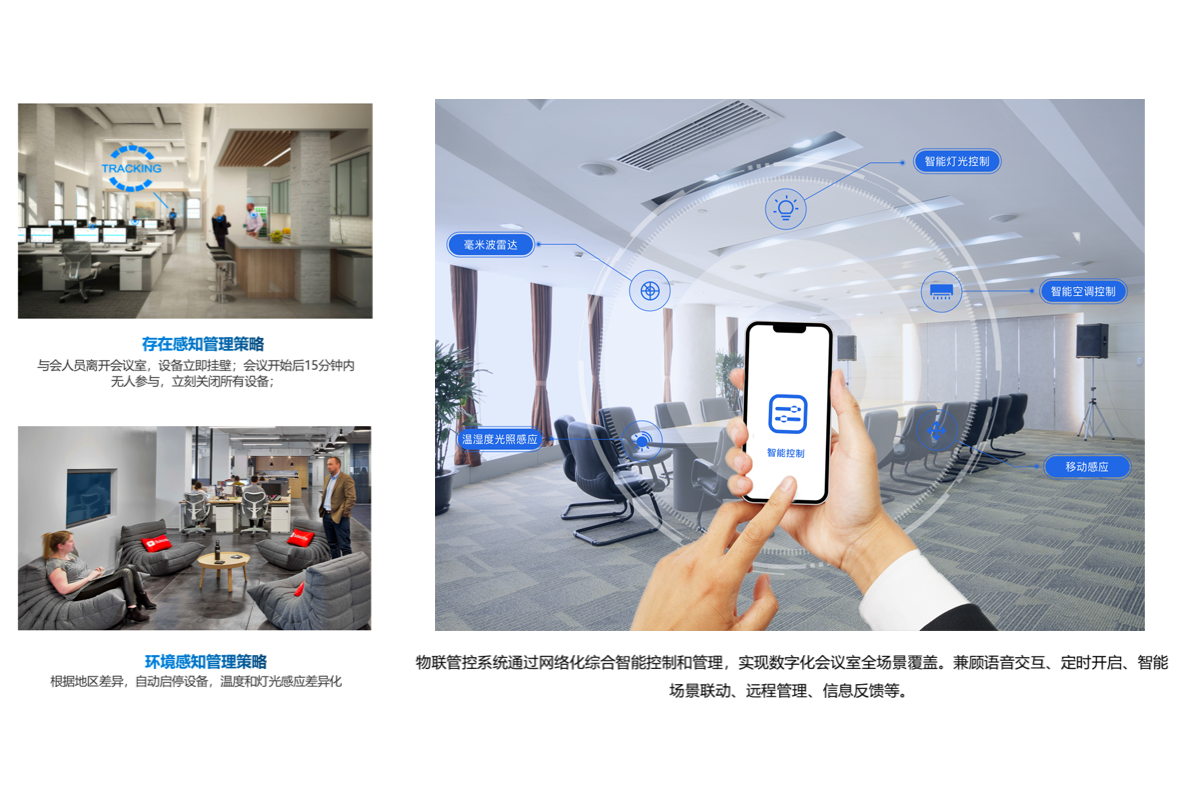 TRACKING
存在感知管理策略
与会人员离开会议室，设备立即挂壁；会议开始后15分钟内
无人参与，立刻关闭所有设备；
环境感知管理策略
根据地区差异，自动启停设备，温度和灯光感应差异化
智能灯光控制
毫米波雷达
智能空调控制
温湿度光照感应
智能控制
移动感应
物联管控系统通过网络化综合智能控制和管理，实现数字化会议室全场景覆盖。兼顾语音交互、定时开启、智能
场景联动、远程管理、信息反馈等。